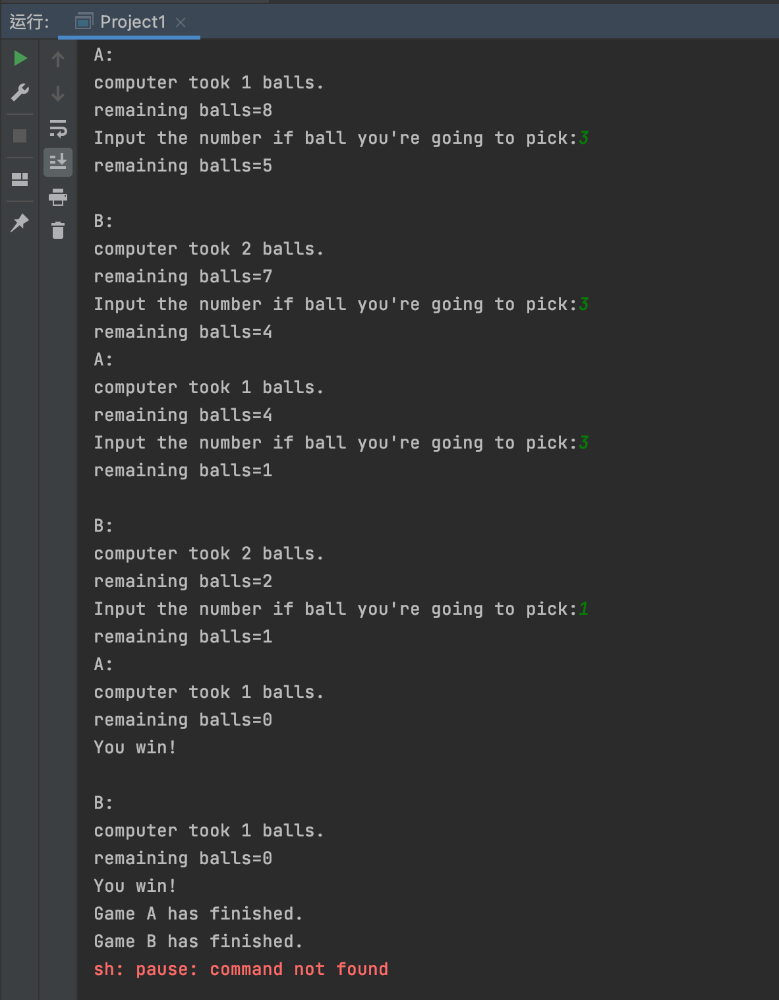 运行: Project1
A:
computer took 1 balls.
remaining balls=8
Input the number if ball you're going to pick:3
remaining balls=5
B:
computer took 2 balls.
remaining balls=7
Input the number if ball you're going to pick:3
remaining balls=4
A:
computer took 1 balls.
remaining balls=4
Input the number if ball you're going to pick:3
remaining balls=1
B:
computer took 2 balls.
remaining balls=2
Input the number if ball you're going to pick:1
remaining balls=1
A:
computer took 1 balls.
remaining balls=0
You win!
B:
computer took 1 balls.
remaining balls=0
You win!
Game A has finished.
Game B has finished.
sh: pause: command not found